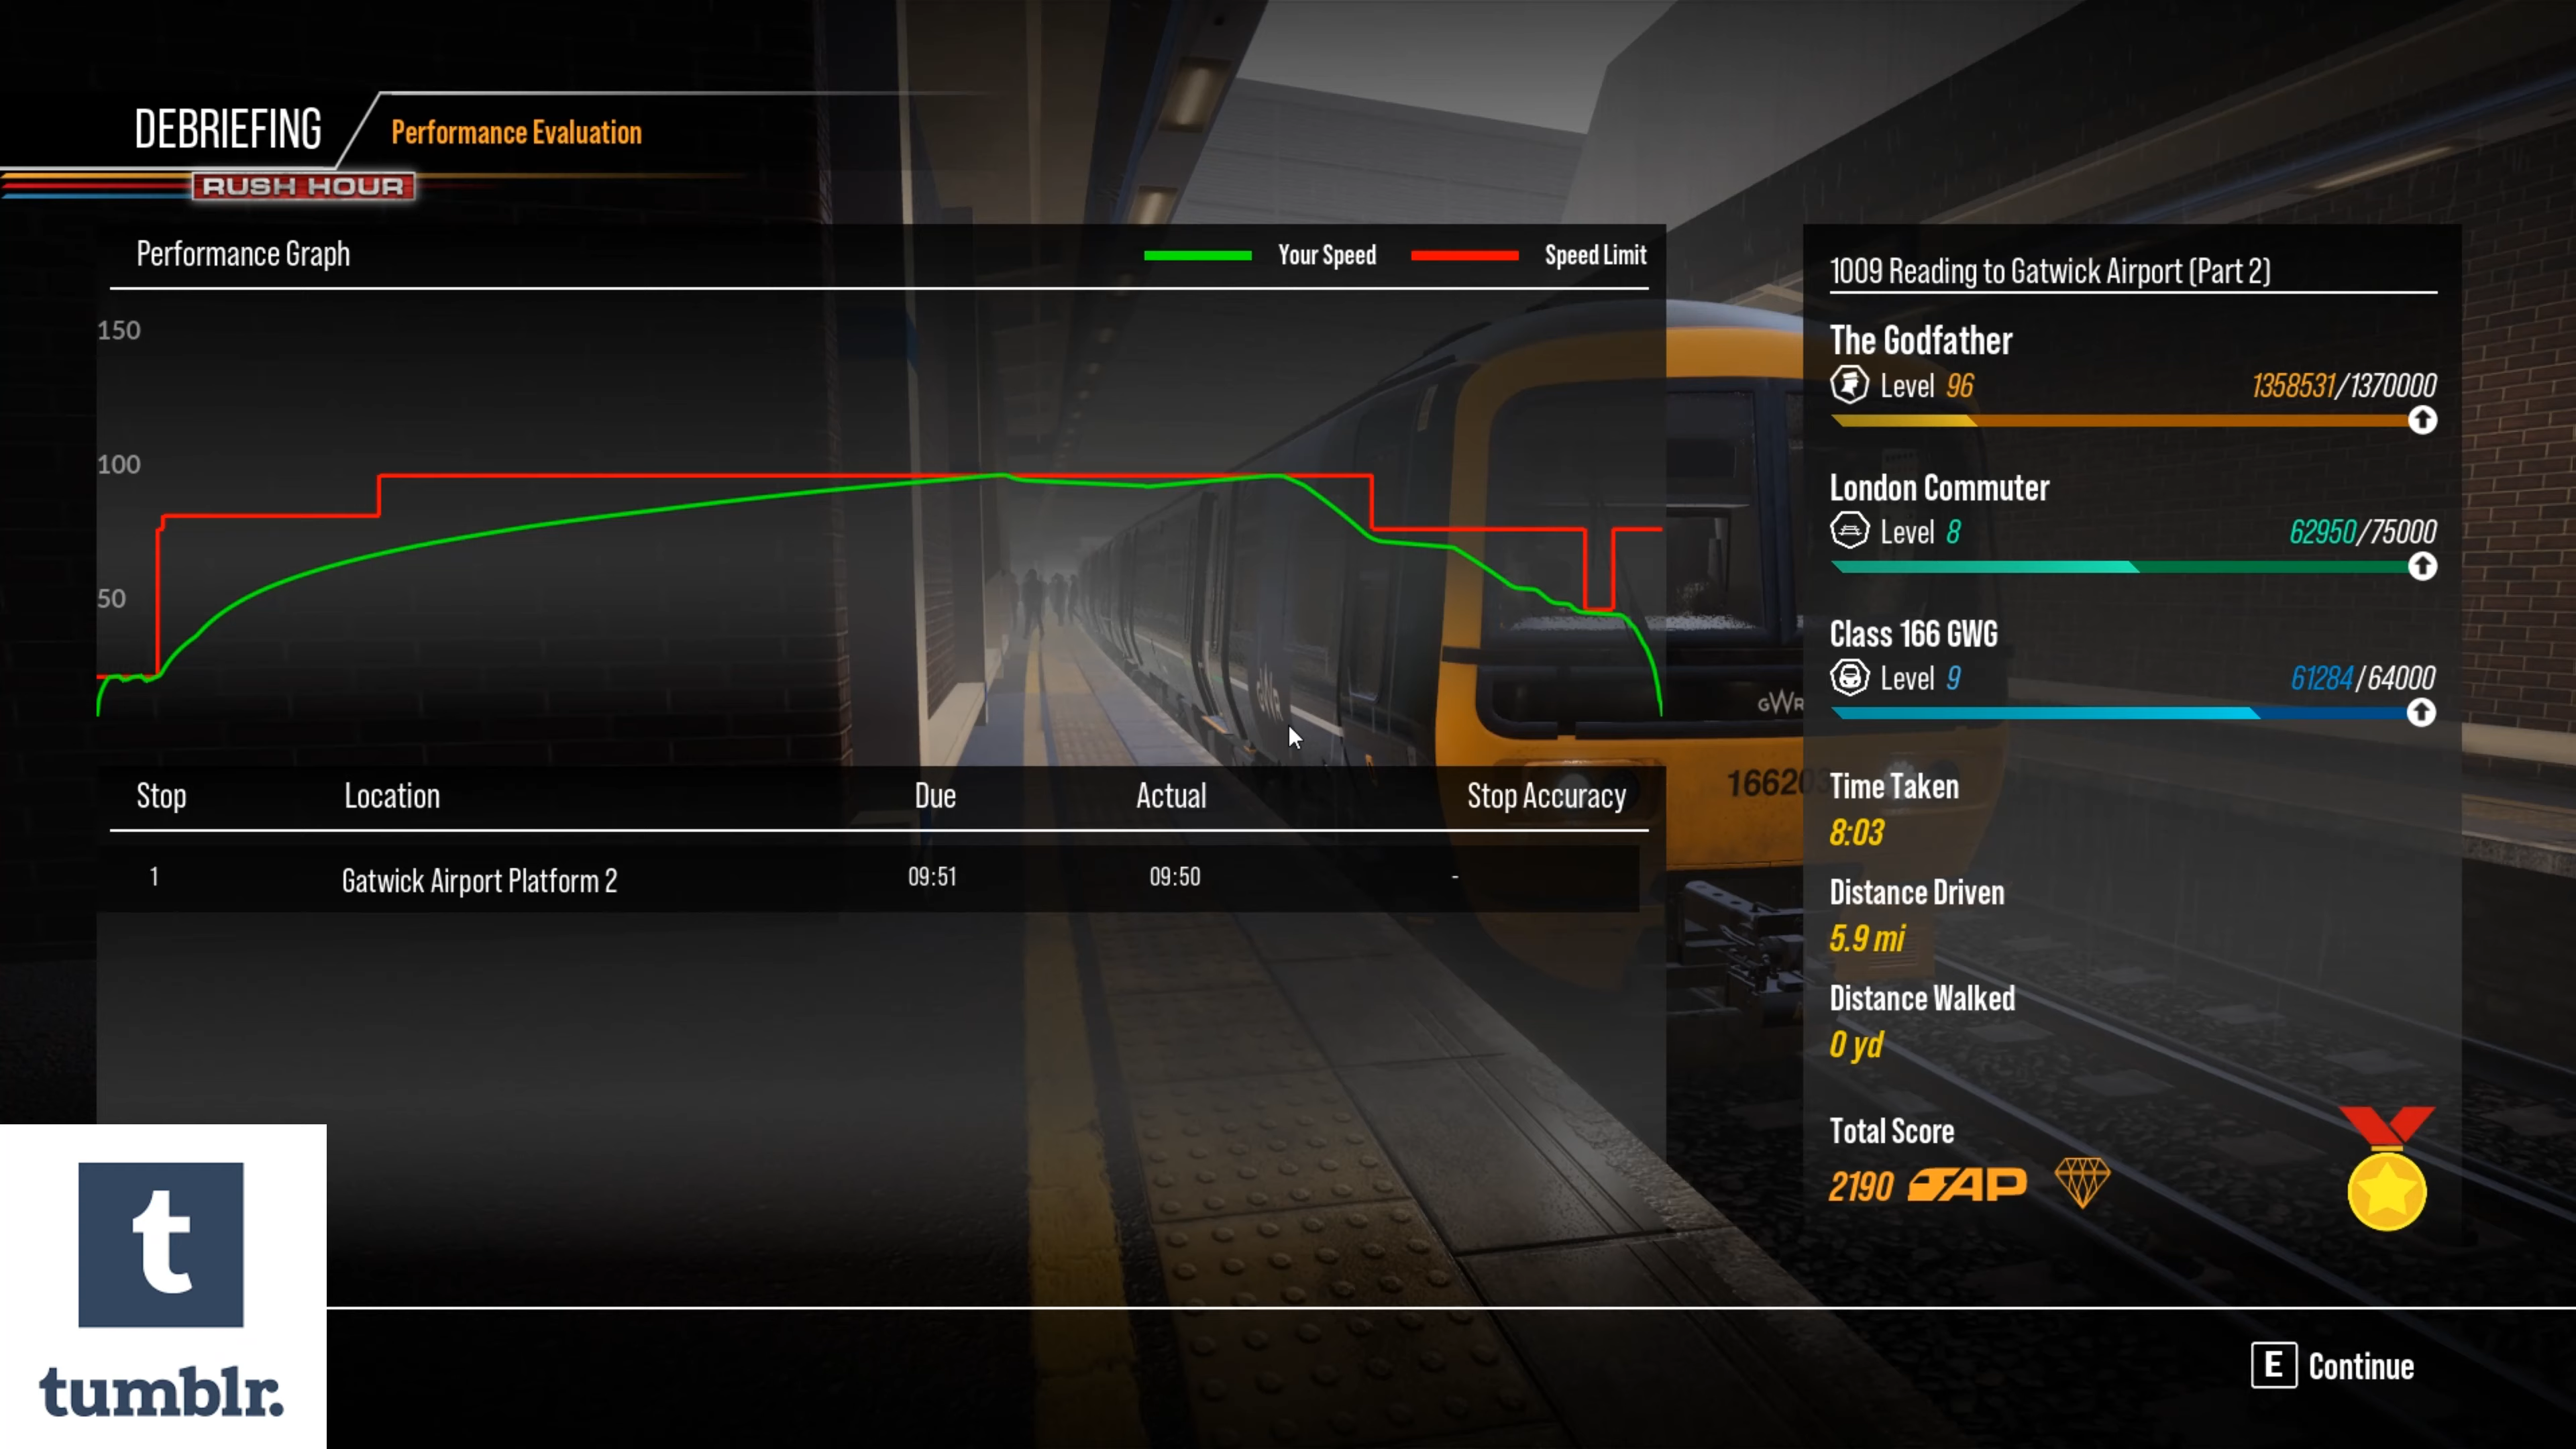 DEBRIEFING
Performance Evaluation
RUSH HOUR
Performance Graph
Your Speed
Speed Limit
150
100
50
Stop Location Due Actual Stop Accuracy
1 Gatwick Airport Platform 2 09:51 09:50 -
1009 Reading to Gatwick Airport (Part 2)
The Godfather
Level 96 1358531/1370000
London Commuter
Level 8 62950/75000
Class 166 GWG
Level 9 61284/64000
Time Taken
8:03
Distance Driven
5.9 mi
Distance Walked
0 yd
Total Score
2190 AP
GWR
GWR
166203
t
tumblr.
E Continue